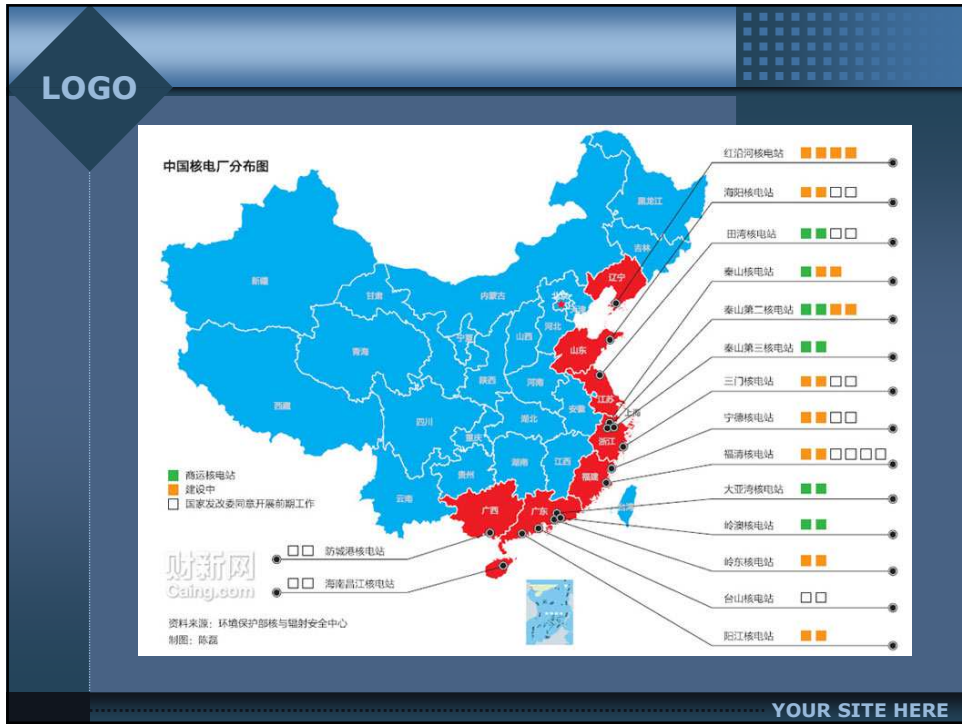 LOGO
中国核电厂分布图
红沿河核电站
海阳核电站
田湾核电站
秦山核电站
秦山第二核电站
秦山第三核电站
三门核电站
宁德核电站
福清核电站
大亚湾核电站
岭澳核电站
岭东核电站
台山核电站
阳江核电站
黑龙江
吉林
辽宁
新疆
甘肃
内蒙古
北京
天津
河北
山西
宁夏
青海
山东
陕西
河南
江苏
西藏
安徽
上海
四川
湖北
重庆
浙江
湖南
江西
贵州
福建
云南
广西
广东
台湾
商运核电站
建设中
国家发改委同意开展前期工作
防城港核电站
海南昌江核电站
财新网
Caing.com
资料来源：环境保护部核与辐射安全中心
制图：陈磊
YOUR SITE HERE